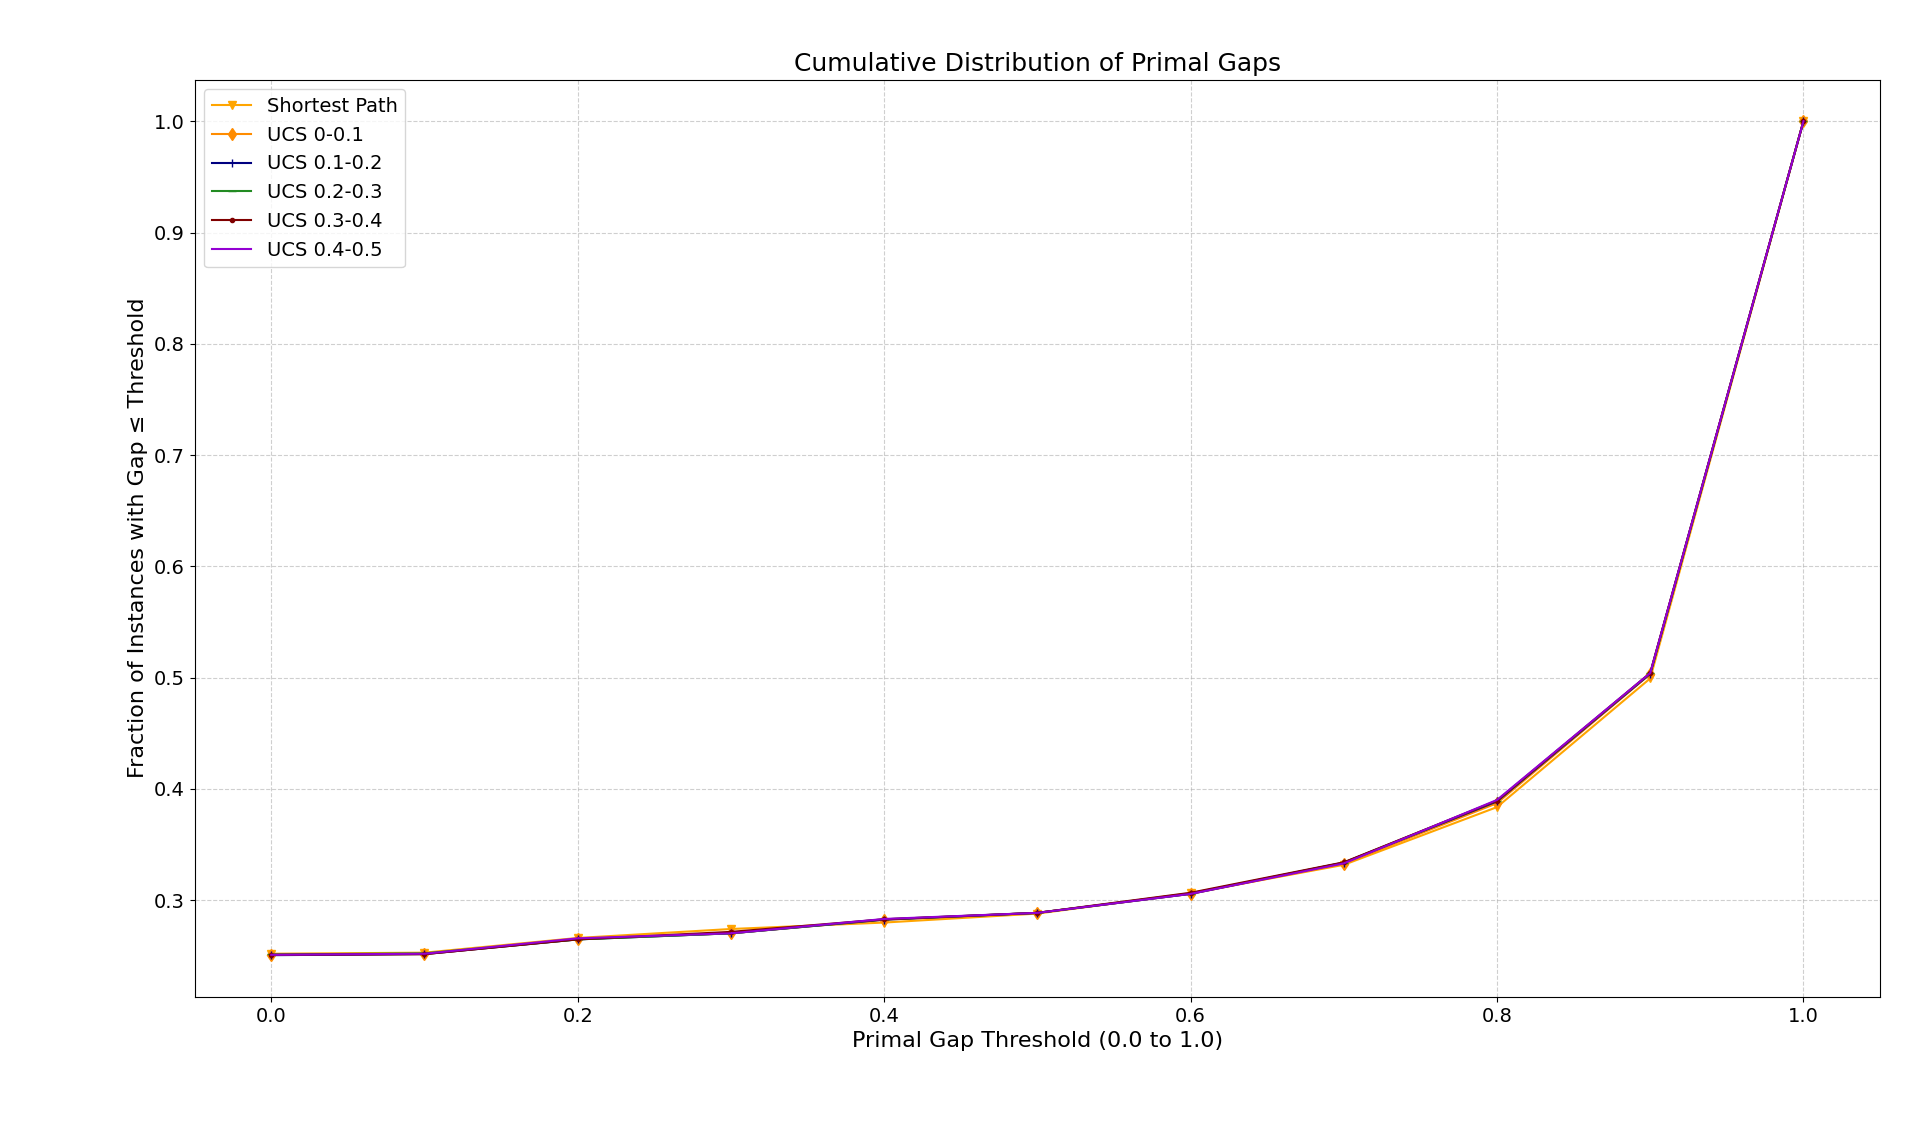 Cumulative Distribution of Primal Gaps
Shortest Path
UCS 0-0.1
UCS 0.1-0.2
UCS 0.2-0.3
UCS 0.3-0.4
UCS 0.4-0.5
Fraction of Instances with Gap ≤ Threshold
1.0
0.9
0.8
0.7
0.6
0.5
0.4
0.3
0.0 0.2 0.4 0.6 0.8 1.0
Primal Gap Threshold (0.0 to 1.0)